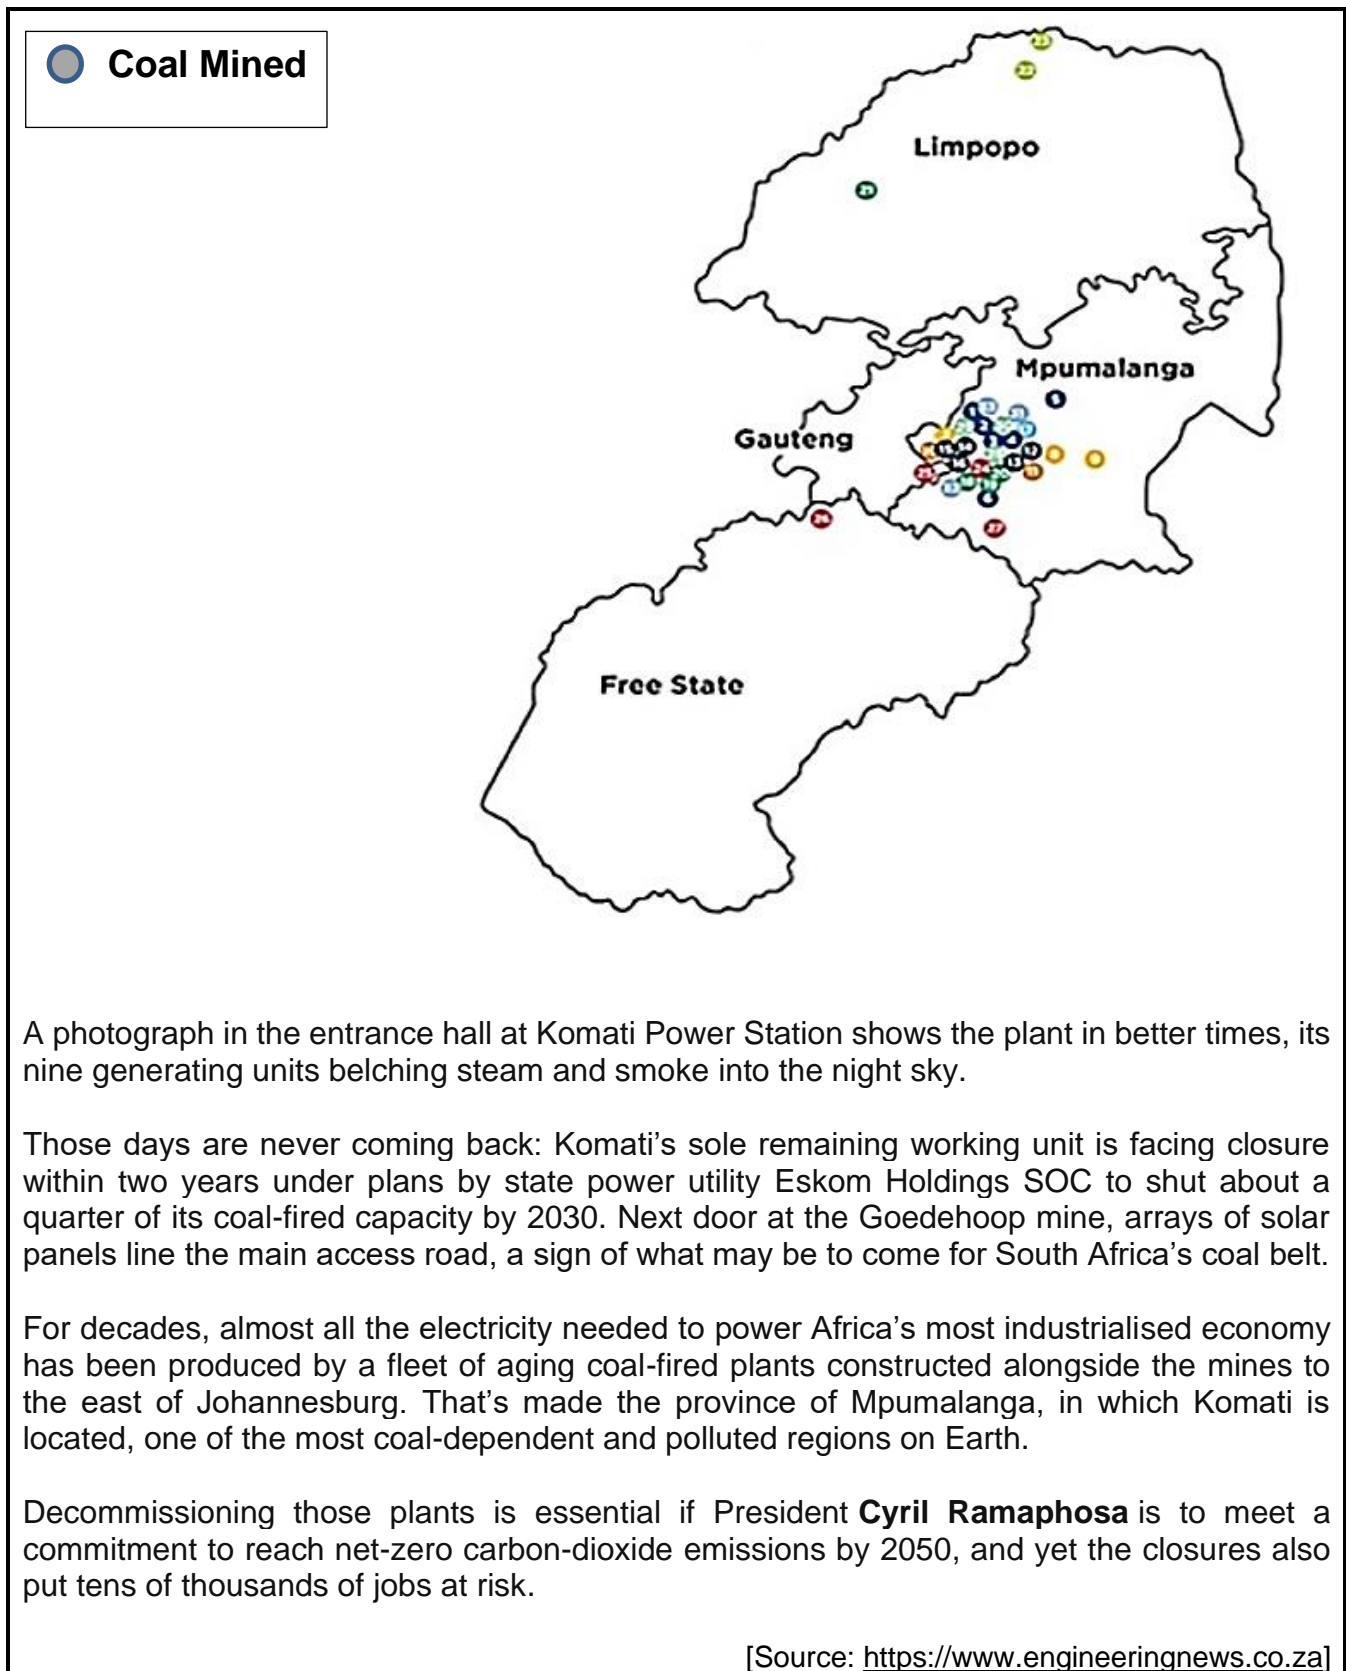 Coal Mined
Limpopo
Mpumalanga
Gauteng
26
27
Free State
A photograph in the entrance hall at Komati Power Station shows the plant in better times, its
nine generating units belching steam and smoke into the night sky.
Those days are never coming back: Komati’s sole remaining working unit is facing closure
within two years under plans by state power utility Eskom Holdings SOC to shut about a
quarter of its coal-fired capacity by 2030. Next door at the Goedehoop mine, arrays of solar
panels line the main access road, a sign of what may be to come for South Africa’s coal belt.
For decades, almost all the electricity needed to power Africa’s most industrialised economy
has been produced by a fleet of aging coal-fired plants constructed alongside the mines to
the east of Johannesburg. That’s made the province of Mpumalanga, in which Komati is
located, one of the most coal-dependent and polluted regions on Earth.
Decommissioning those plants is essential if President Cyril Ramaphosa is to meet a
commitment to reach net-zero carbon-dioxide emissions by 2050, and yet the closures also
put tens of thousands of jobs at risk.
[Source: https://www.engineeringnews.co.za]